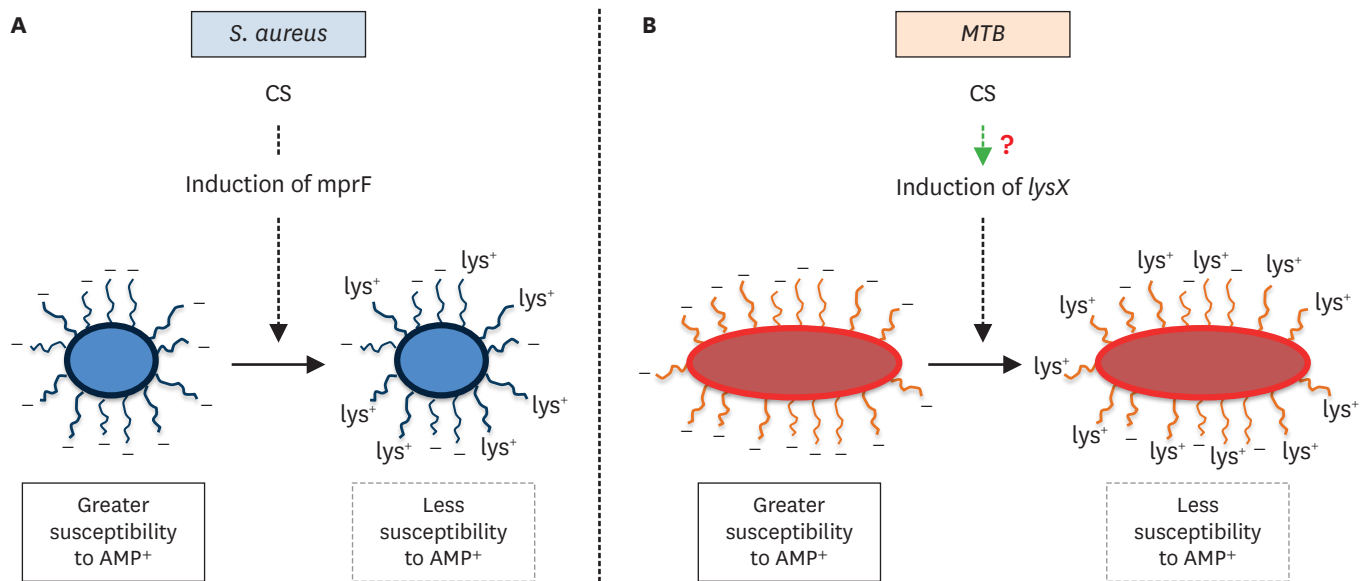 A
S. aureus
CS
Induction of mprF
– – –
– –
– –
– –
– – –
– – lys⁺
lys⁺ lys⁺
– –
lys⁺ lys⁺
lys⁺ – – lys⁺
Greater
susceptibility
to AMP⁺
Less
susceptibility
to AMP⁺
B
MTB
CS
?
Induction of lysX
– – – – –
– –
– –
– –
– – – – – – –
lys⁺ lys⁺ – lys⁺
lys⁺ – – lys⁺
lys⁺
lys⁺ lys⁺
– lys⁺ lys⁺ – lys⁺
Greater
susceptibility
to AMP⁺
Less
susceptibility
to AMP⁺